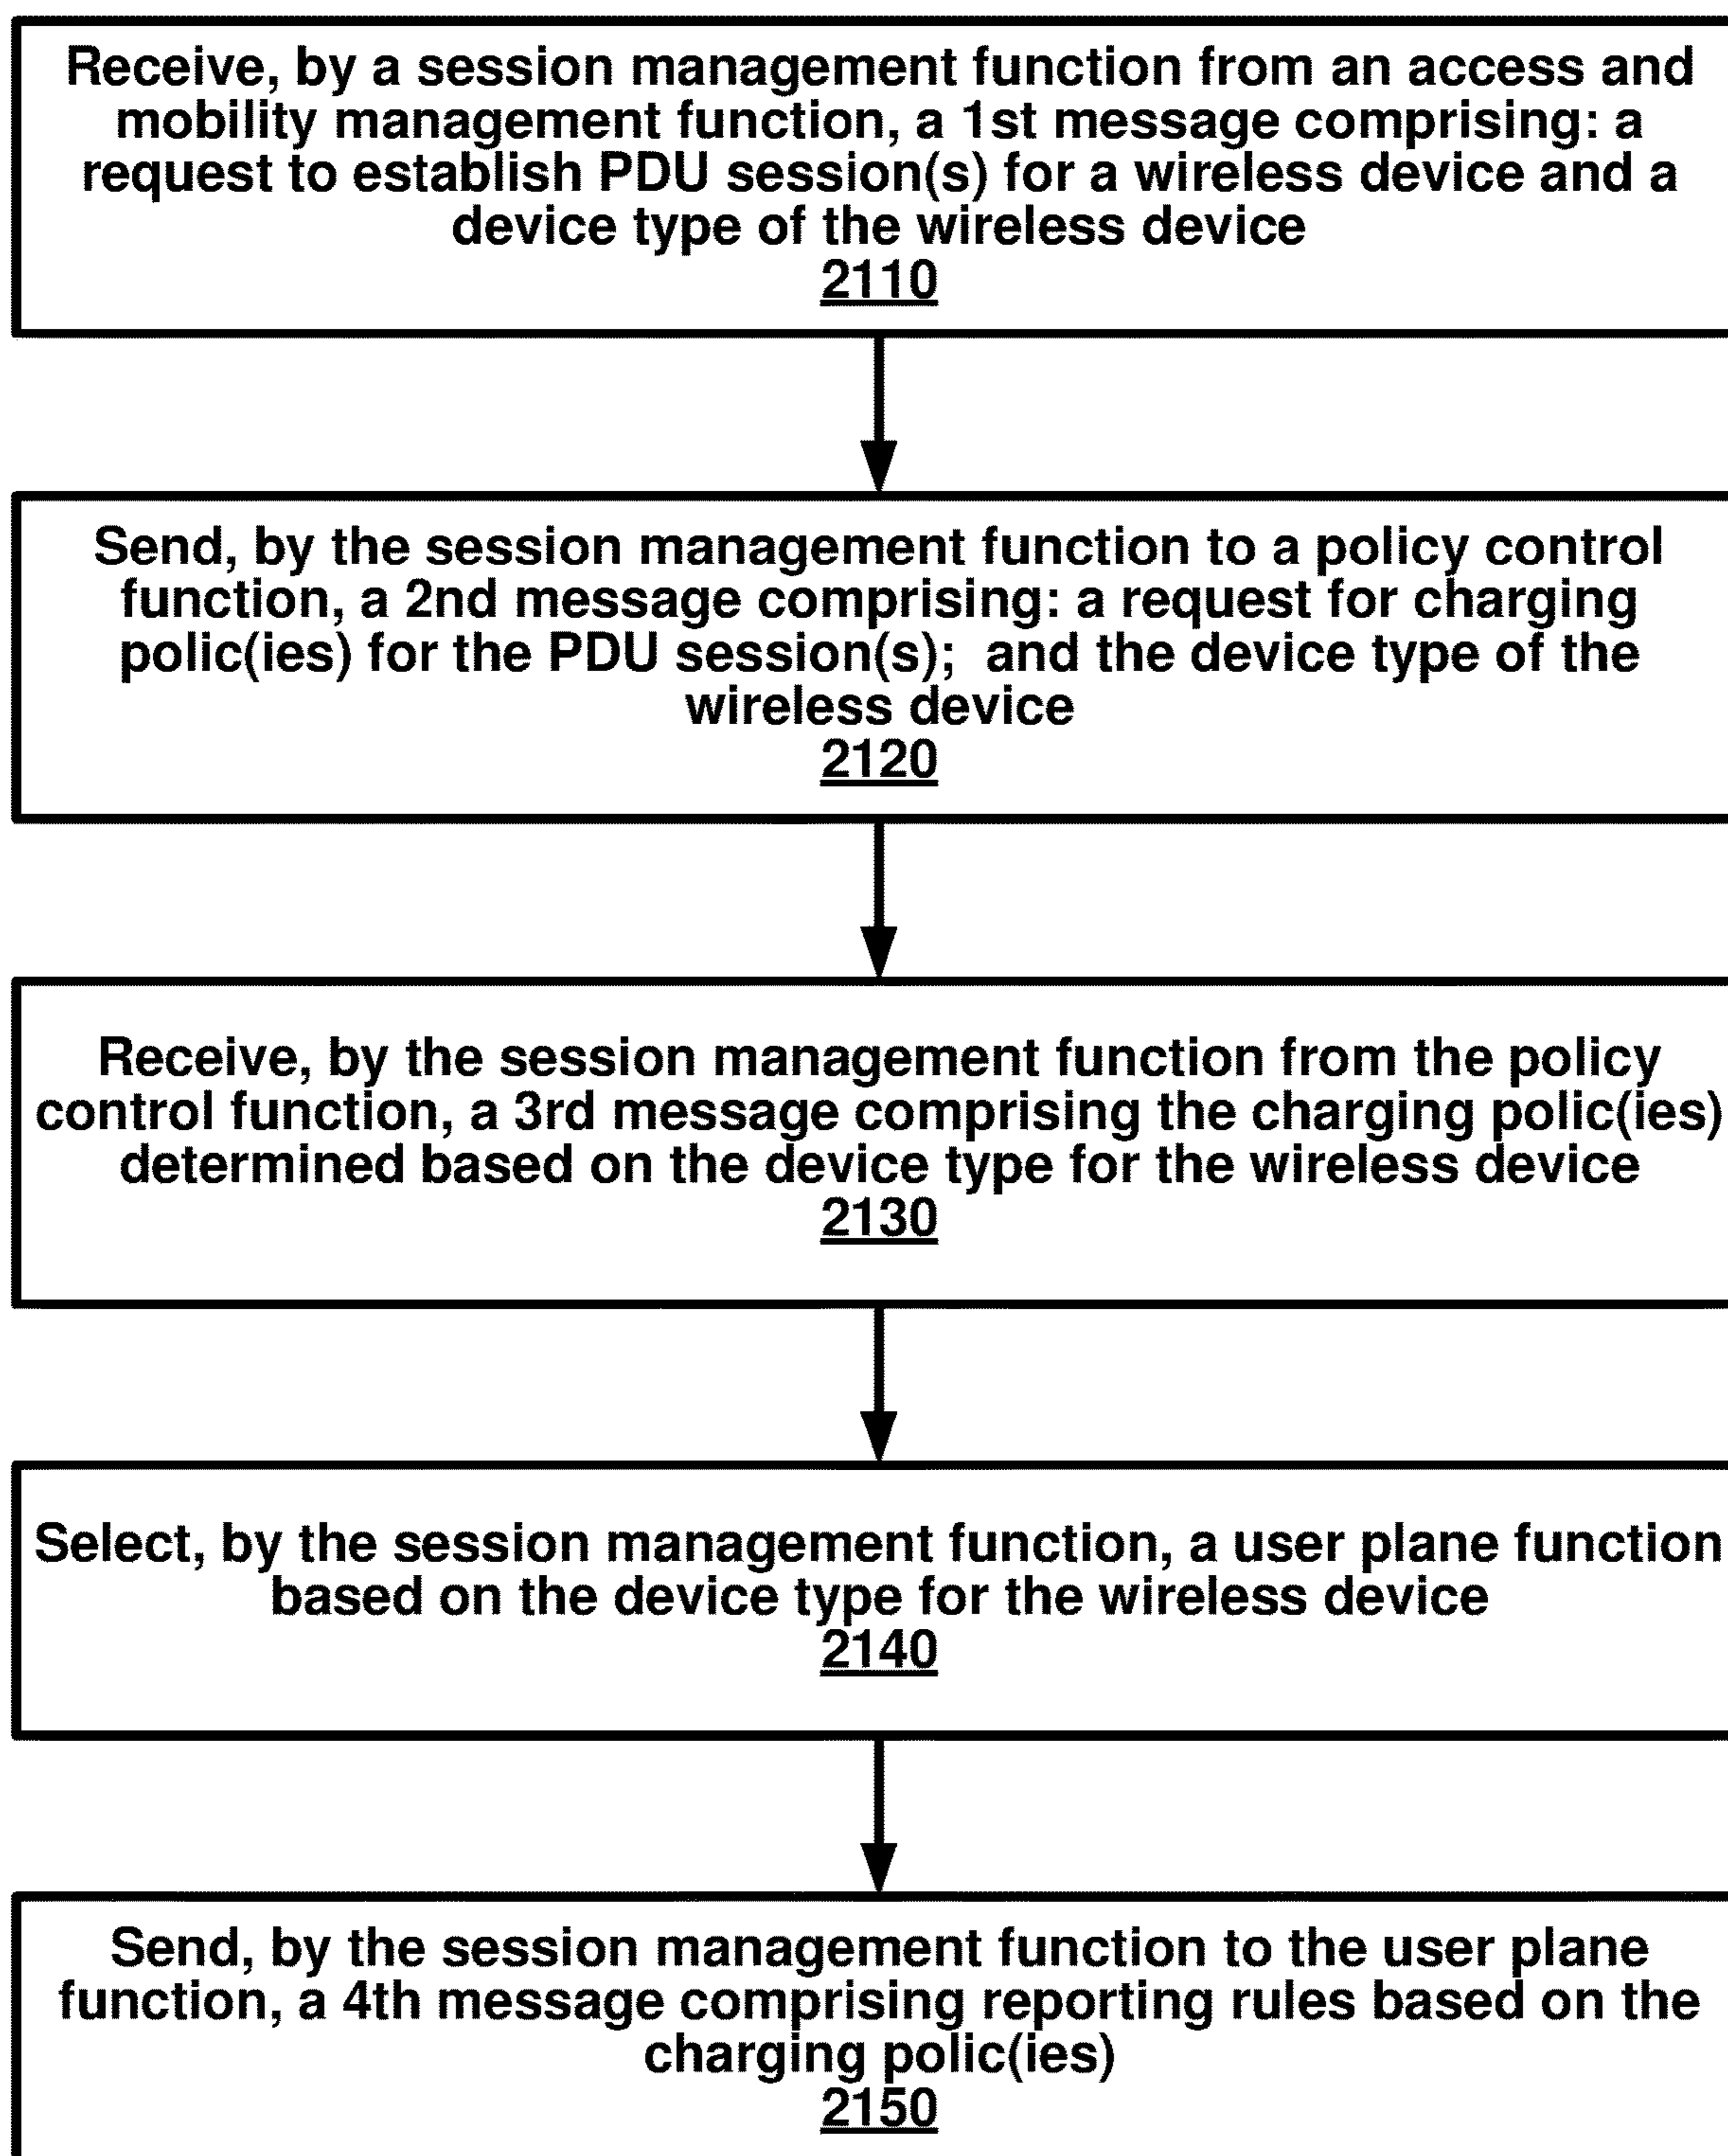 Receive, by a session management function from an access and
mobility management function, a 1st message comprising: a
request to establish PDU session(s) for a wireless device and a
device type of the wireless device
2110
Send, by the session management function to a policy control
function, a 2nd message comprising: a request for charging
polic(ies) for the PDU session(s);  and the device type of the
wireless device
2120
Receive, by the session management function from the policy
control function, a 3rd message comprising the charging polic(ies)
determined based on the device type for the wireless device
2130
Select, by the session management function, a user plane function
based on the device type for the wireless device
2140
Send, by the session management function to the user plane
function, a 4th message comprising reporting rules based on the
charging polic(ies)
2150